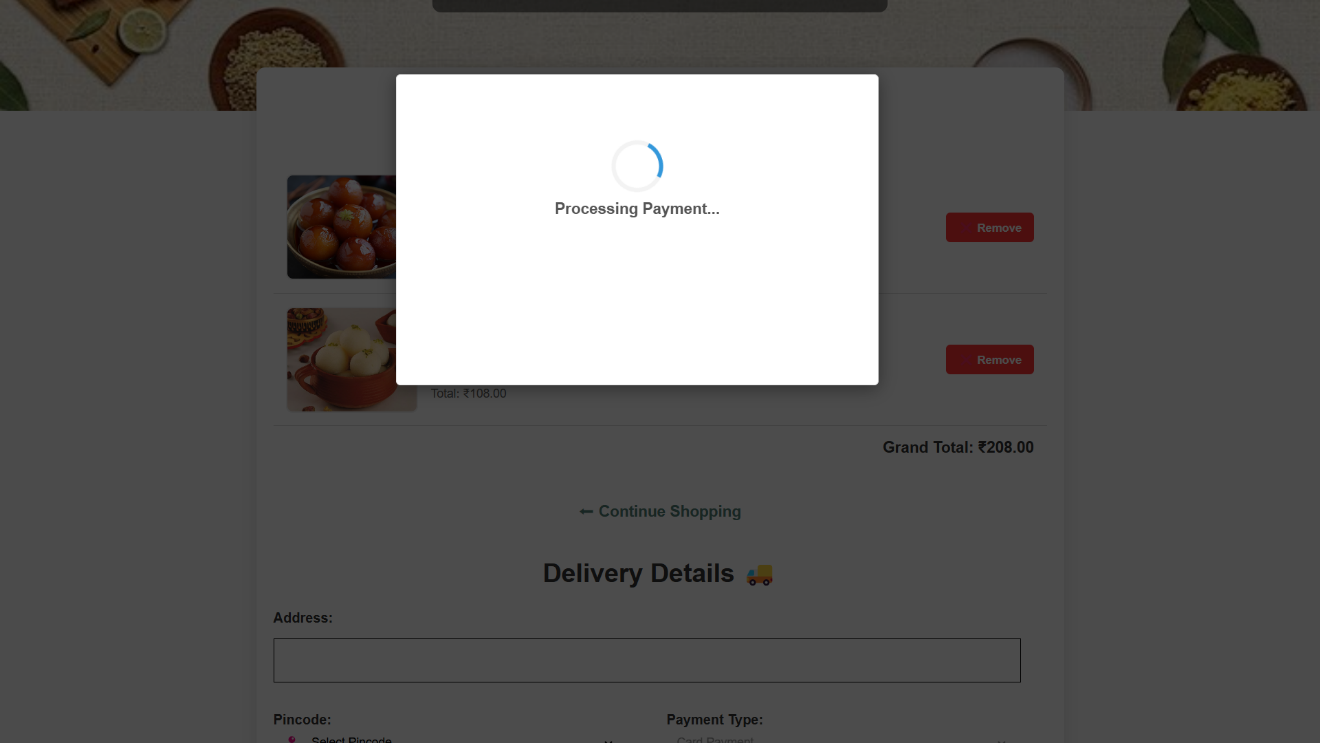 Processing Payment...
Remove
Remove
Total: ₹108.00
Grand Total: ₹208.00
Continue Shopping
Delivery Details
Address:
Pincode: Payment Type:
Select Pincode Card Payment